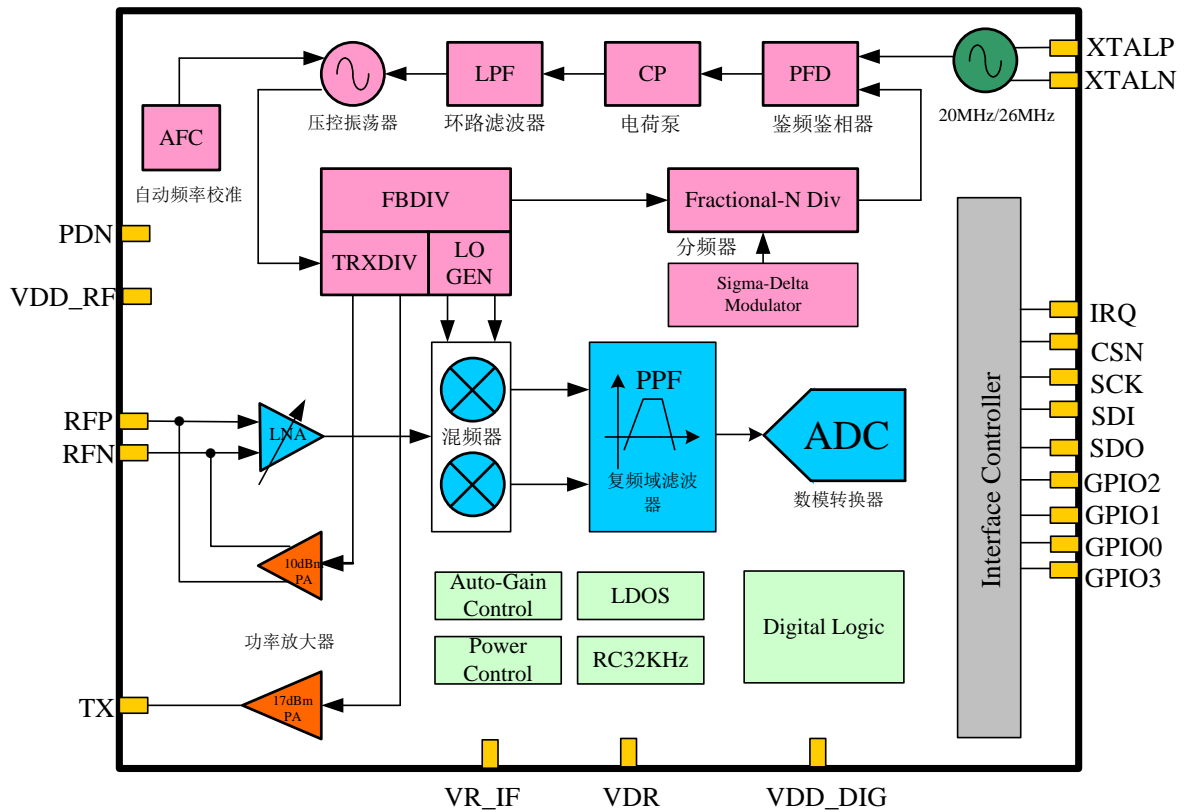 XTALP
XTALN
20MHz/26MHz
LPF
CP
PFD
压控振荡器
环路滤波器
电荷泵
鉴频鉴相器
AFC
自动频率校准
FBDIV
TRXDIV
LO
GEN
Fractional-N Div
分频器
Sigma-Delta
Modulator
PDN
VDD_RF
RFP
RFN
LNA
混频器
PPF
复频域滤波
器
ADC
数模转换器
Interface Controller
IRQ
CSN
SCK
SDI
SDO
GPIO2
GPIO1
GPIO0
GPIO3
10dBm
PA
功率放大器
17dBm
PA
TX
Auto-Gain
Control
LDOS
Power
Control
RC32KHz
Digital Logic
VR_IF
VDR
VDD_DIG